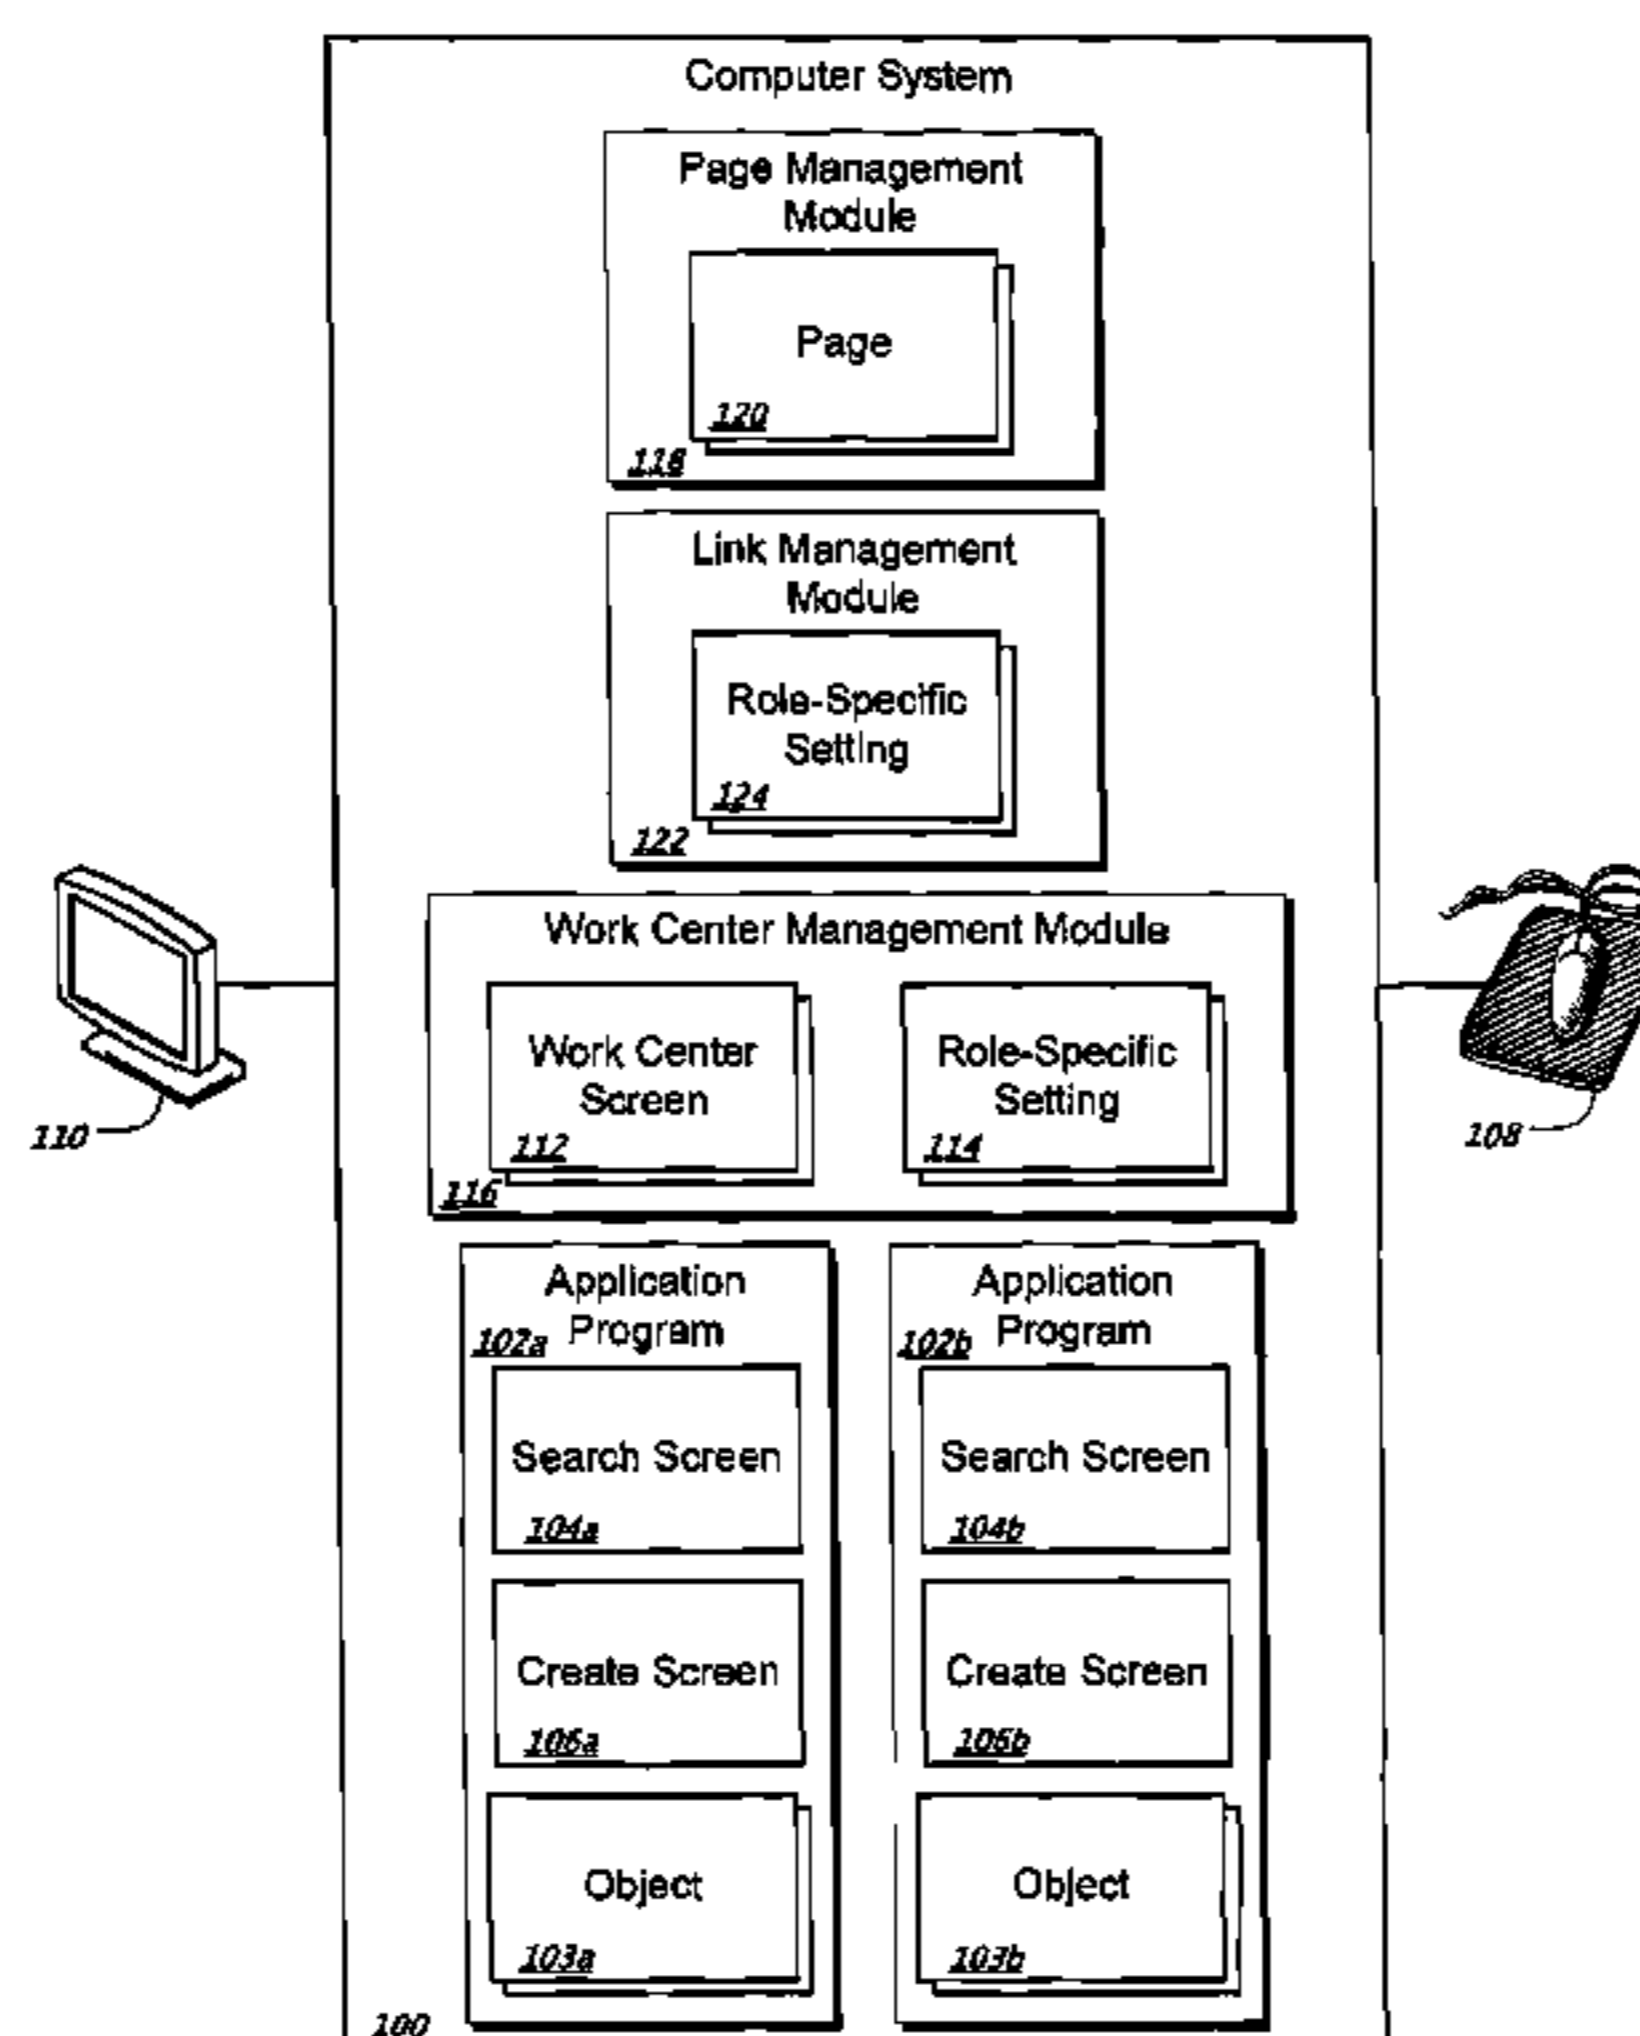 Computer System
Page Management
Module
Page
120
118
Link Management
Module
Role-Specific
Setting
124
122
Work Center Management Module
Work Center
Screen
112
Role-Specific
Setting
114
116
110
108
Application
Program
102a
Search Screen
104a
Create Screen
106a
Object
103a
Application
Program
102b
Search Screen
104b
Create Screen
106b
Object
103b
100